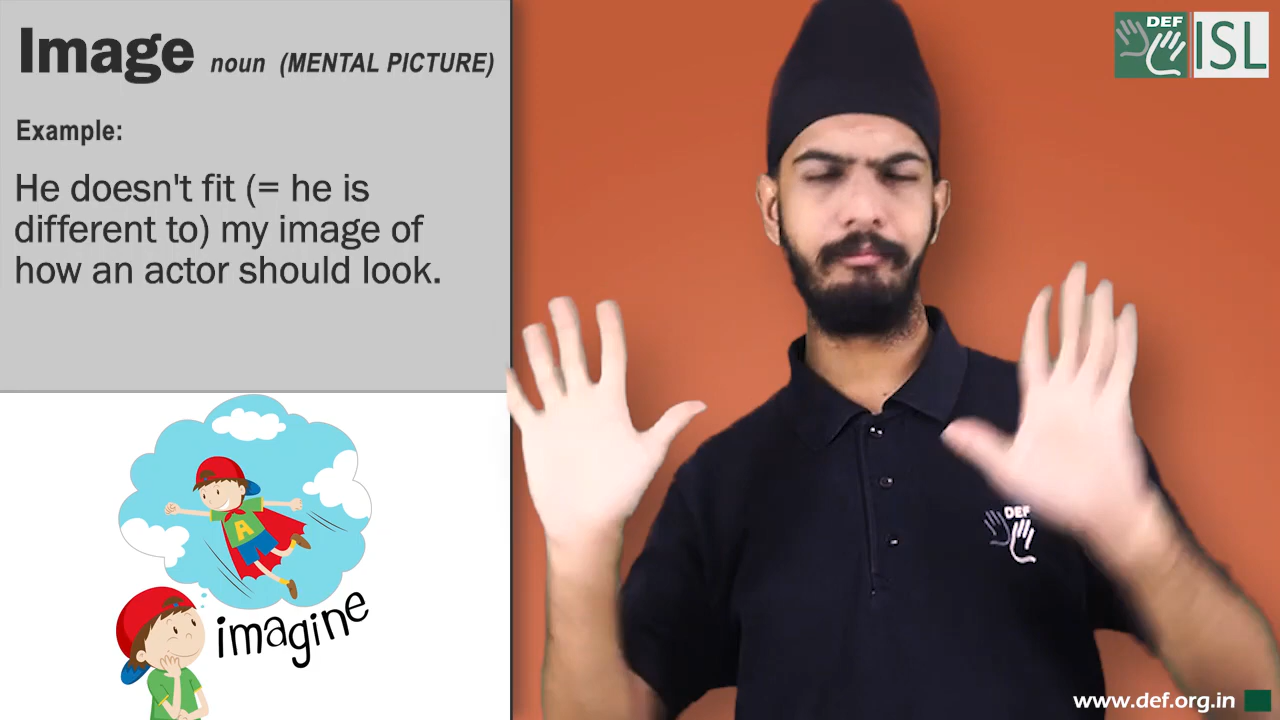 Image noun (MENTAL PICTURE)
Example:
He doesn't fit (= he is
different to) my image of
how an actor should look.
A
imagine
DEF
ISL
DEF
www.def.org.in